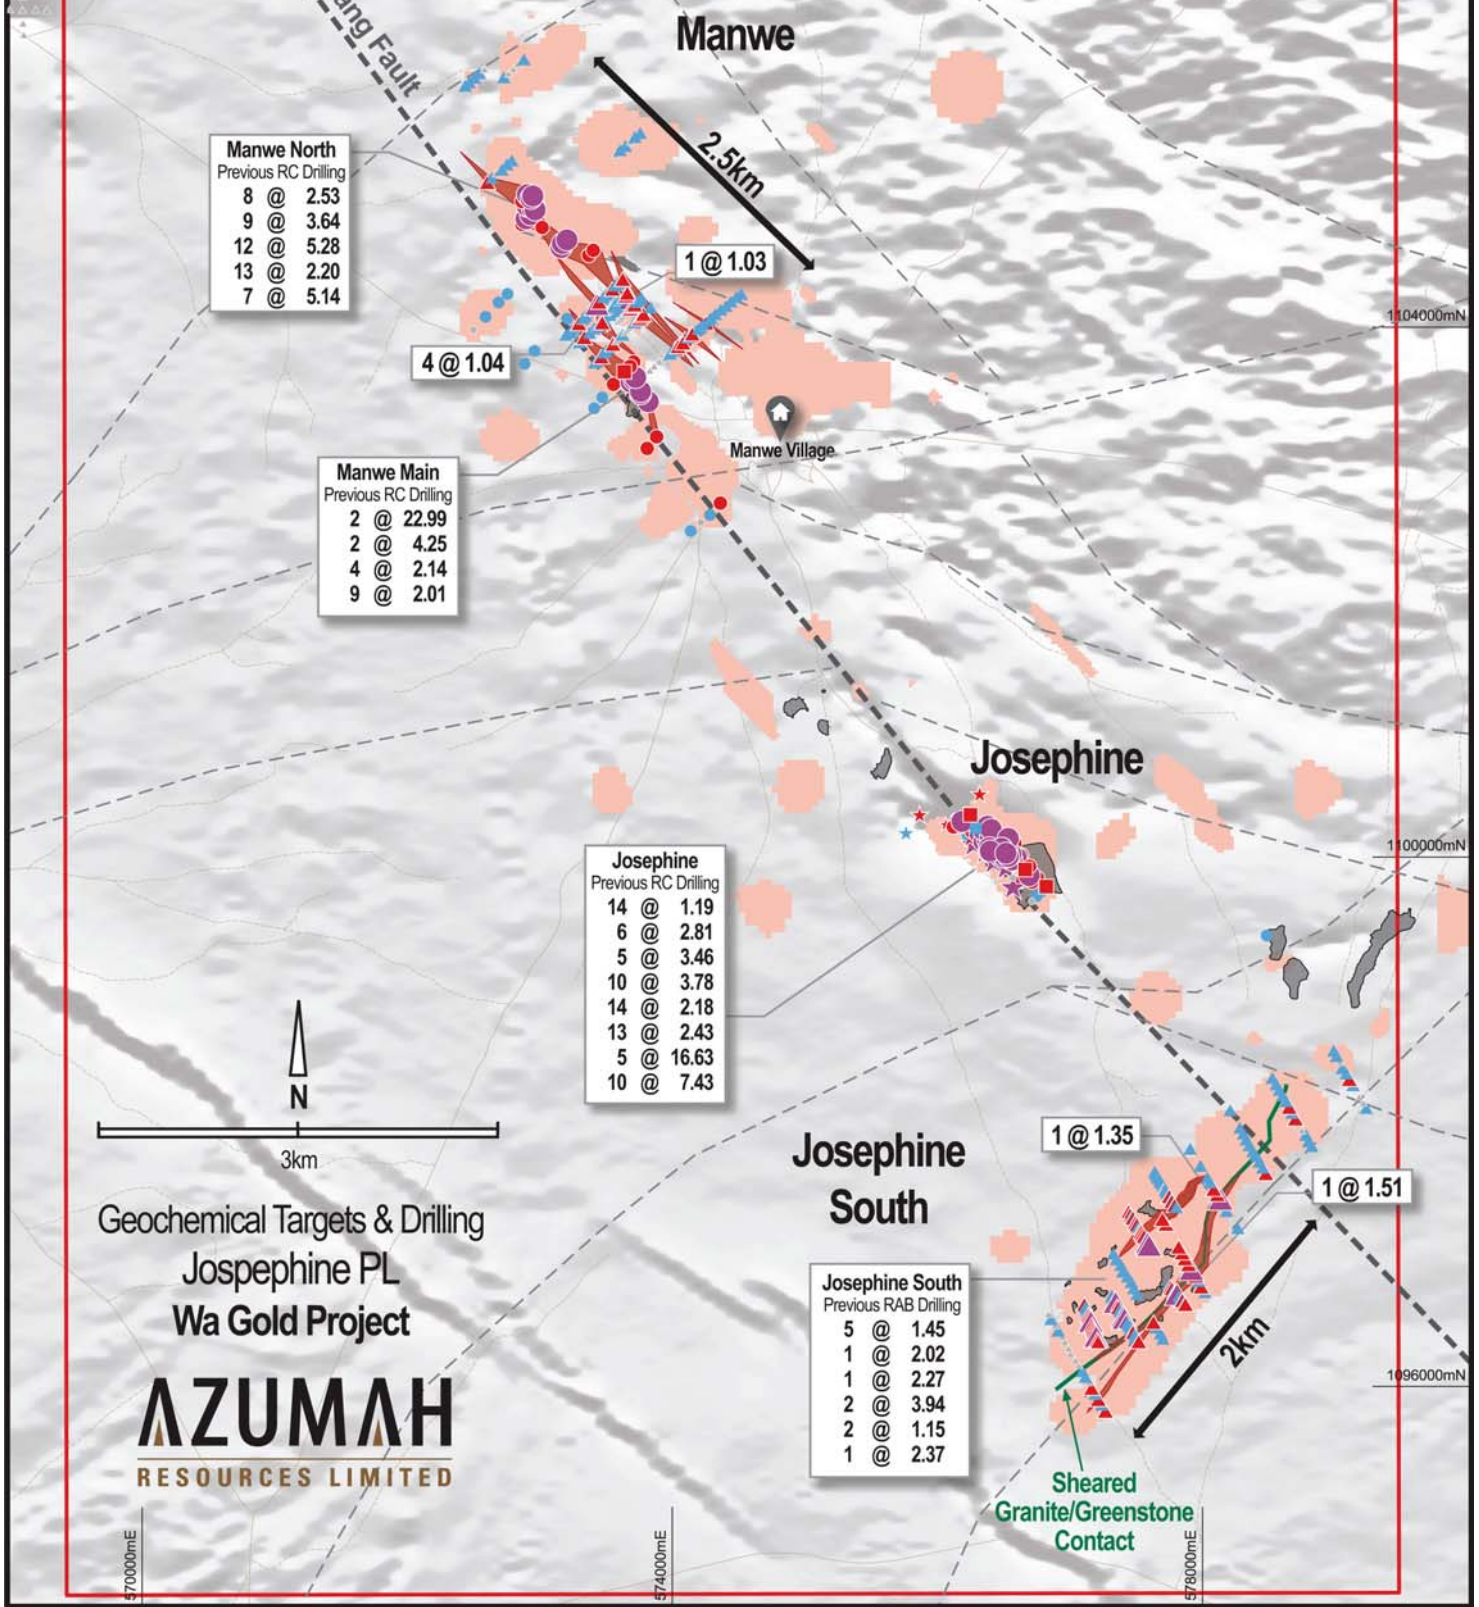 Manwe
ang Fault
2.5km
Manwe North
Previous RC Drilling
8 @ 2.53
9 @ 3.64
12 @ 5.28
13 @ 2.20
7 @ 5.14
1 @ 1.03
1104000mN
4 @ 1.04
Manwe Village
Manwe Main
Previous RC Drilling
2 @ 22.99
2 @ 4.25
4 @ 2.14
9 @ 2.01
Josephine
1100000mN
Josephine
Previous RC Drilling
14 @ 1.19
6 @ 2.81
5 @ 3.46
10 @ 3.78
14 @ 2.18
13 @ 2.43
5 @ 16.63
10 @ 7.43
N
3km
Josephine
South
1 @ 1.35
1 @ 1.51
Josephine South
Previous RAB Drilling
5 @ 1.45
1 @ 2.02
1 @ 2.27
2 @ 3.94
2 @ 1.15
1 @ 2.37
2km
1096000mN
Geochemical Targets & Drilling
Jospephine PL
Wa Gold Project
AZUMAH
RESOURCES LIMITED
Sheared
Granite/Greenstone
Contact
570000mE
574000mE
578000mE